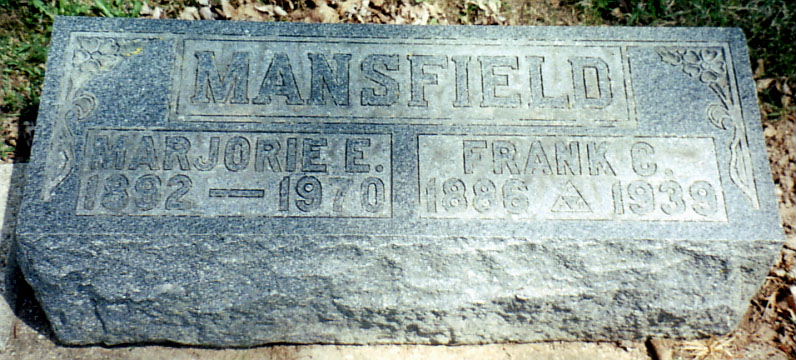 MANSFIELD
MARJORIE E. FRANK C.
1892 — 1970 1886 1939